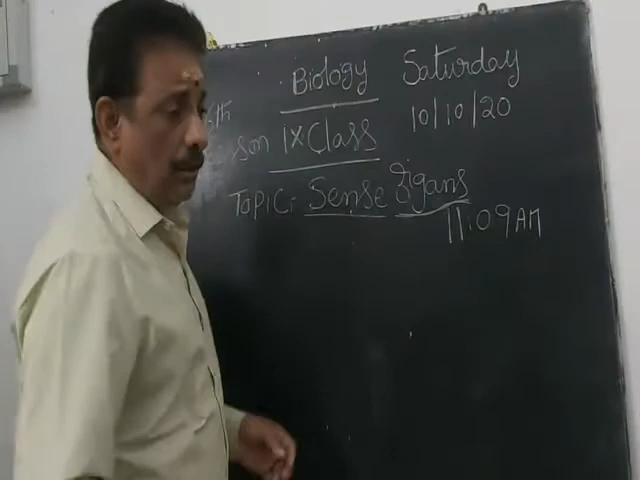 Biology Saturday
10/10/20
IX Class
TOPIC: Sense organs
11:09 AM